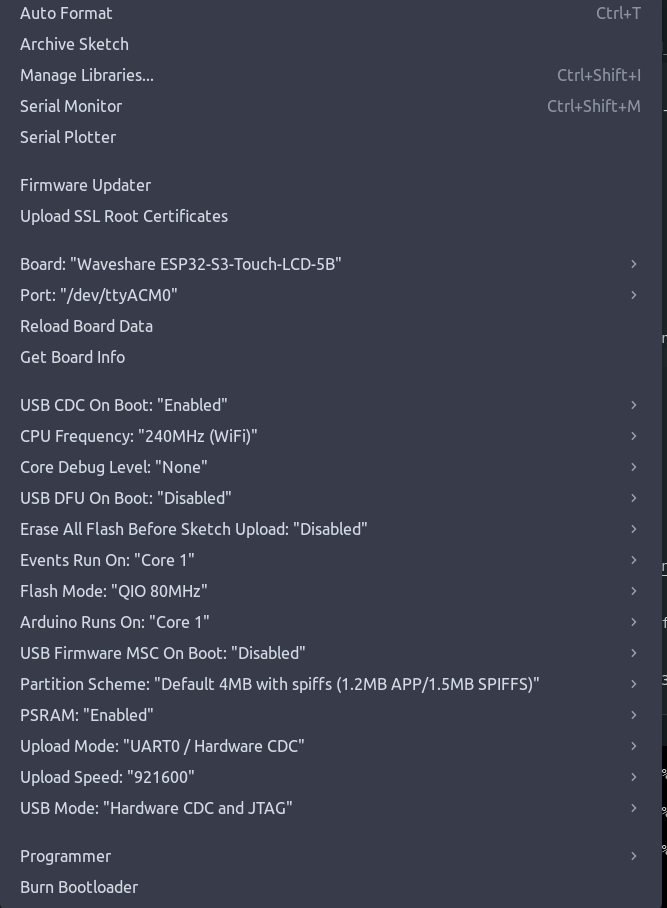 Auto Format Ctrl+T
Archive Sketch
Manage Libraries... Ctrl+Shift+I
Serial Monitor Ctrl+Shift+M
Serial Plotter
Firmware Updater
Upload SSL Root Certificates
Board: "Waveshare ESP32-S3-Touch-LCD-5B"
Port: "/dev/ttyACM0"
Reload Board Data
Get Board Info
USB CDC On Boot: "Enabled"
CPU Frequency: "240MHz (WiFi)"
Core Debug Level: "None"
USB DFU On Boot: "Disabled"
Erase All Flash Before Sketch Upload: "Disabled"
Events Run On: "Core 1"
Flash Mode: "QIO 80MHz"
Arduino Runs On: "Core 1"
USB Firmware MSC On Boot: "Disabled"
Partition Scheme: "Default 4MB with spiffs (1.2MB APP/1.5MB SPIFFS)"
PSRAM: "Enabled"
Upload Mode: "UART0 / Hardware CDC"
Upload Speed: "921600"
USB Mode: "Hardware CDC and JTAG"
Programmer
Burn Bootloader